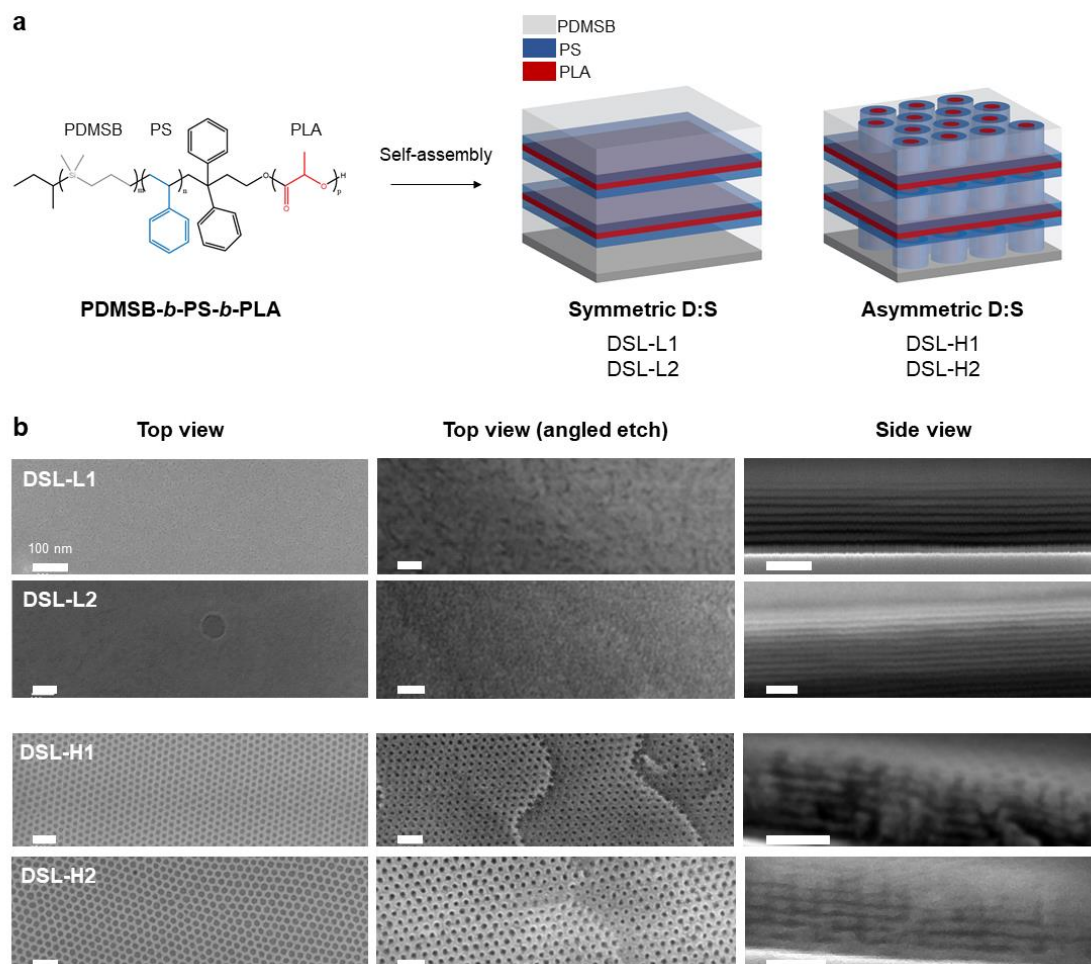 a
PDMSB
PS
PLA
PDMSB PS PLA
Si
m
n
O
O
O
H
p
Self-assembly
PDMSB-b-PS-b-PLA
Symmetric D:S
DSL-L1
DSL-L2
Asymmetric D:S
DSL-H1
DSL-H2
b
Top view
Top view (angled etch)
Side view
DSL-L1
100 nm
DSL-L2
DSL-H1
DSL-H2